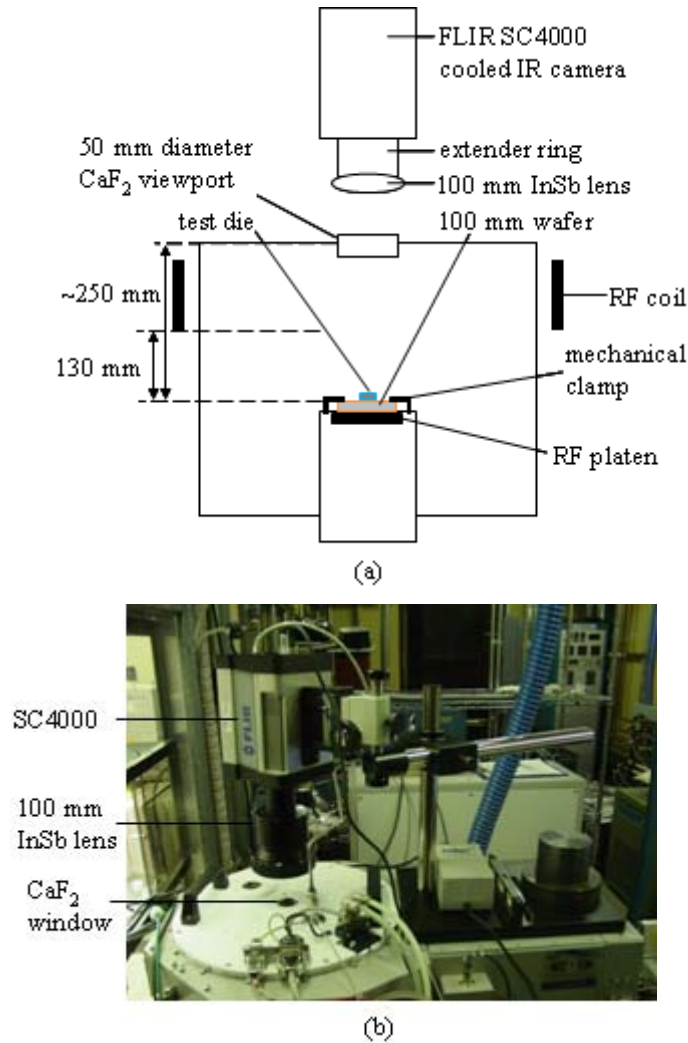 FLIR SC4000
cooled IR camera
50 mm diameter
CaF₂ viewport
extender ring
100 mm InSb lens
test die
100 mm wafer
~250 mm
RF coil
130 mm
mechanical
clamp
RF platen
(a)
SC4000
FLIR
100 mm
InSb lens
CaF₂
window
(b)